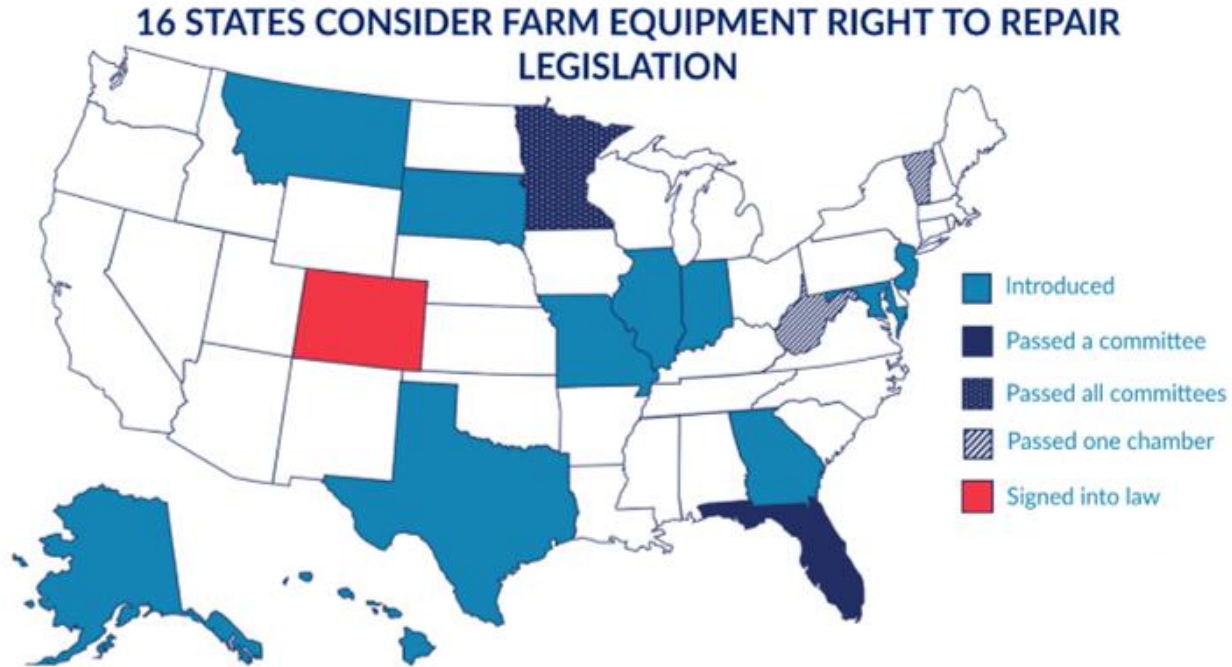 16 STATES CONSIDER FARM EQUIPMENT RIGHT TO REPAIR
LEGISLATION
Introduced
Passed a committee
Passed all committees
Passed one chamber
Signed into law